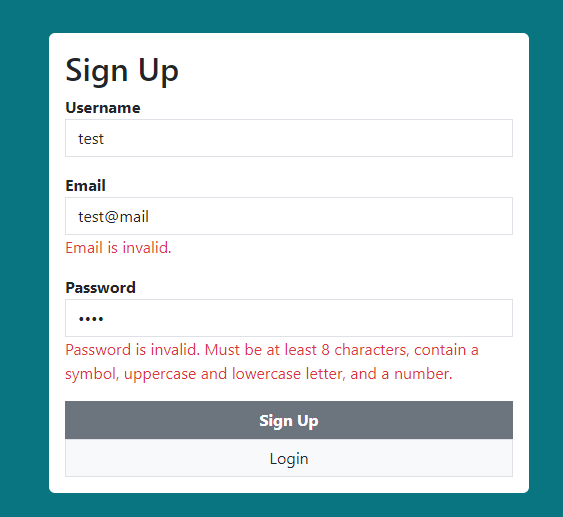 Sign Up
Username
test
Email
test@mail
Email is invalid.
Password
••••
Password is invalid. Must be at least 8 characters, contain a
symbol, uppercase and lowercase letter, and a number.
Sign Up
Login